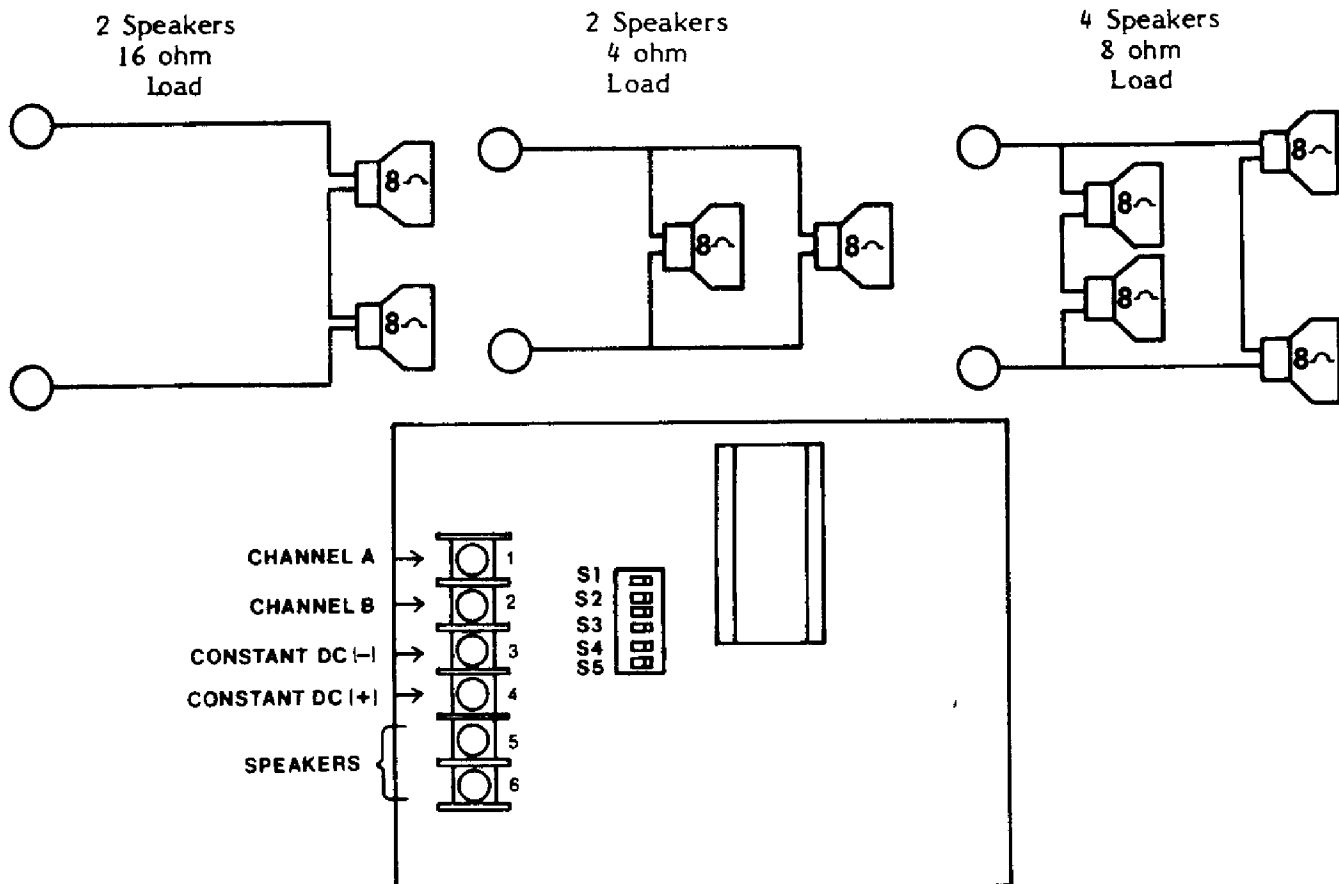 2 Speakers
16 ohm
Load
2 Speakers
4 ohm
Load
4 Speakers
8 ohm
Load
8
8
8
8
8
8
8
8
CHANNEL A
1
CHANNEL B
2
CONSTANT DC (-)
3
CONSTANT DC (+)
4
SPEAKERS
5
6
S1
S2
S3
S4
S5